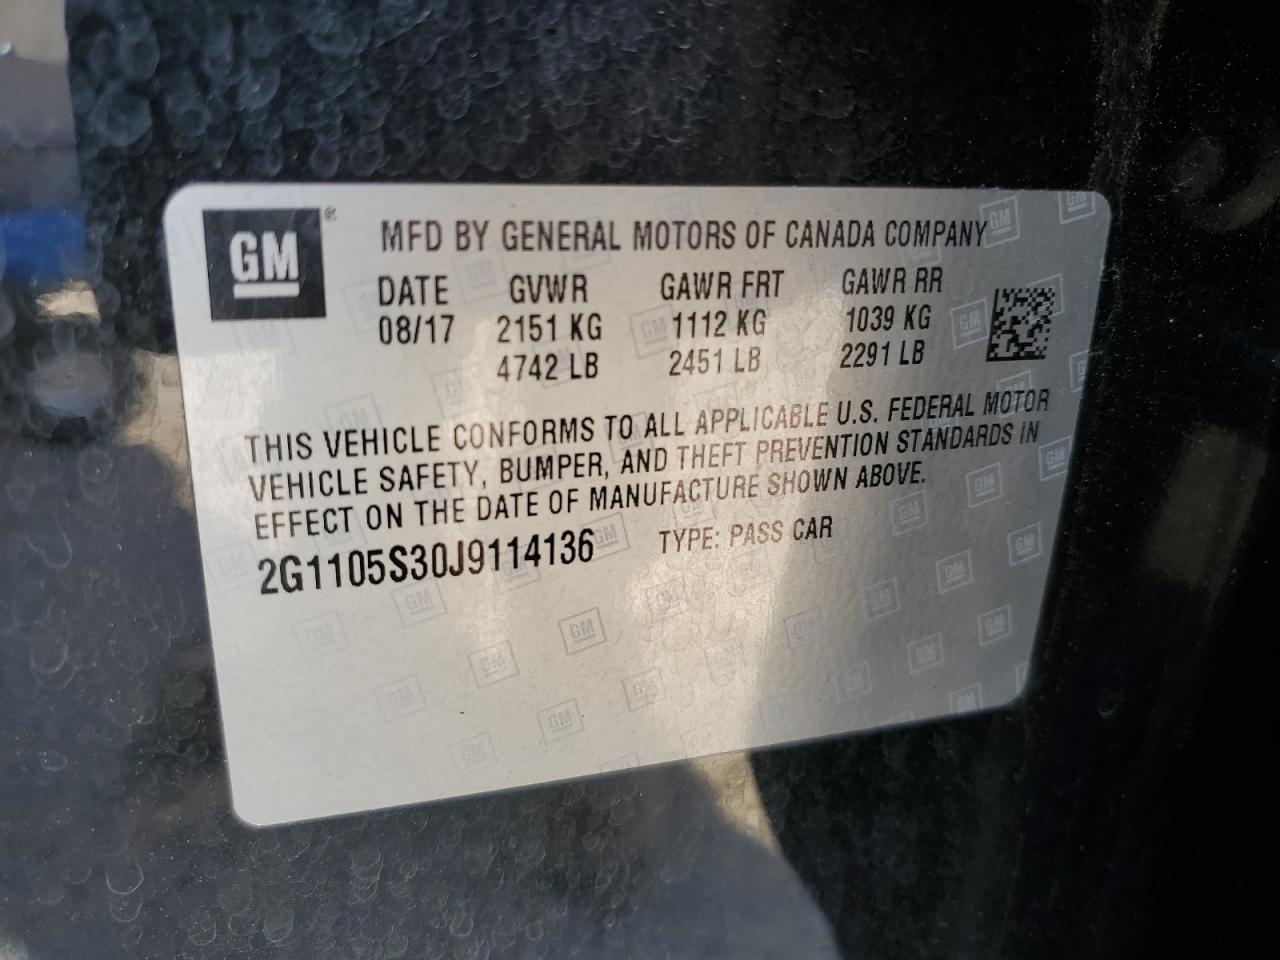 GM ®
MFD BY GENERAL MOTORS OF CANADA COMPANY
DATE GVWR GAWR FRT GAWR RR
08/17 2151 KG 1112 KG 1039 KG
4742 LB 2451 LB 2291 LB
THIS VEHICLE CONFORMS TO ALL APPLICABLE U.S. FEDERAL MOTOR
VEHICLE SAFETY, BUMPER, AND THEFT PREVENTION STANDARDS IN
EFFECT ON THE DATE OF MANUFACTURE SHOWN ABOVE.
2G1105S30J9114136 TYPE: PASS CAR